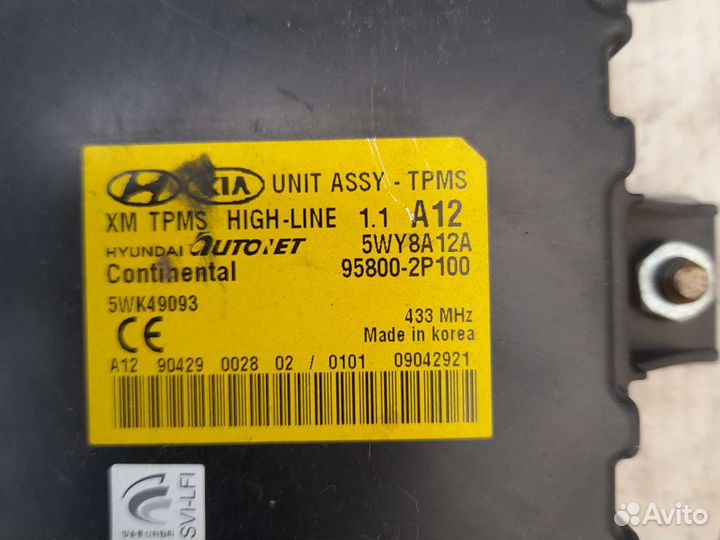 KIA UNIT ASSY - TPMS
XM TPMS HIGH-LINE 1.1 A12
HYUNDAI AUTONET 5WY8A12A
Continental 95800-2P100
5WK49093
433 MHz
CE Made in korea
A12 90429 0028 02 / 0101 09042921
SVI-LFI
Avito